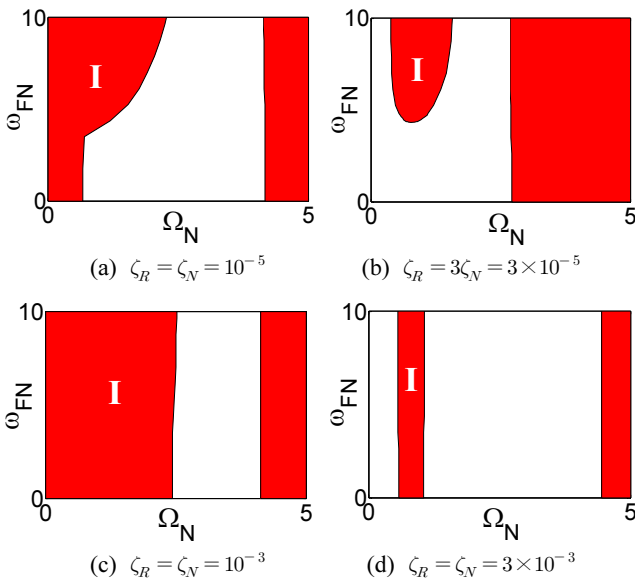 10 10
I I
ω_FN ω_FN
0 0
0 Ω_N 5 0 Ω_N 5
(a) ζ_R = ζ_N = 10^-5 (b) ζ_R = 3ζ_N = 3×10^-5
10 10
I I
ω_FN ω_FN
0 0
0 Ω_N 5 0 Ω_N 5
(c) ζ_R = ζ_N = 10^-3 (d) ζ_R = ζ_N = 3×10^-3